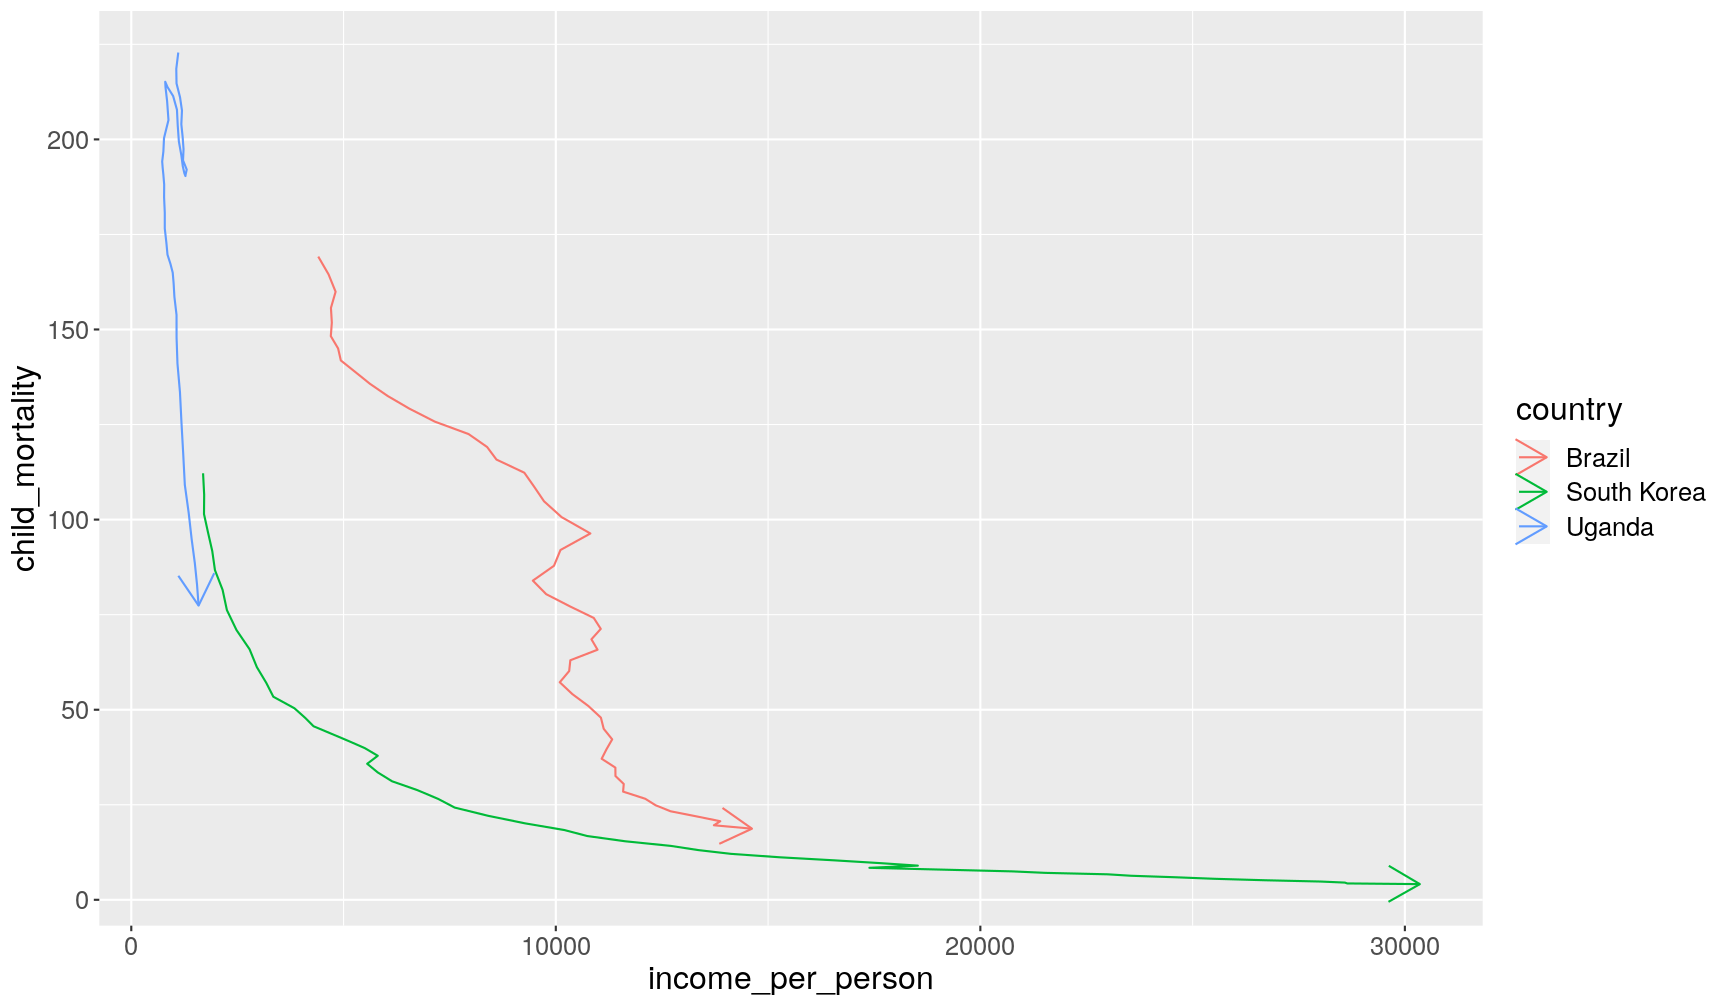 child_mortality
200
150
100
50
0
0 10000 20000 30000
income_per_person
country
Brazil
South Korea
Uganda